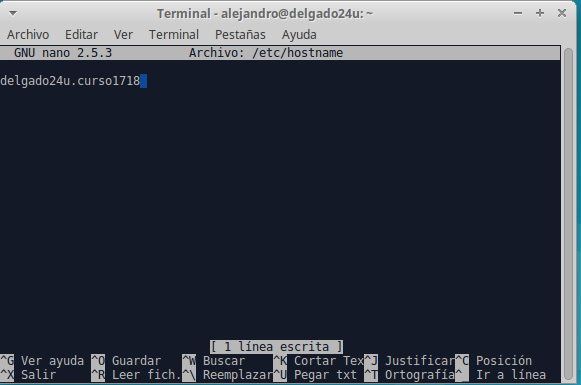 Terminal - alejandro@delgado24u: ~
Archivo Editar Ver Terminal Pestañas Ayuda
GNU nano 2.5.3 Archivo: /etc/hostname
delgado24u.curso1718
[ 1 línea escrita ]
^G Ver ayuda ^O Guardar ^W Buscar ^K Cortar Tex^J Justificar^C Posición
^X Salir ^R Leer fich.^\ Reemplazar^U Pegar txt ^T Ortografía^_ Ir a línea